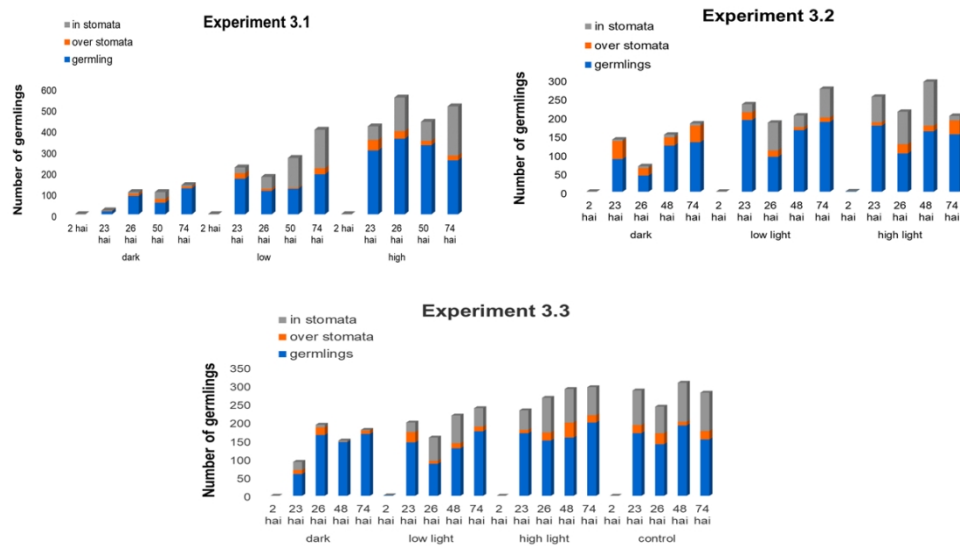 Experiment 3.1
in stomata
over stomata
germling
Number of germlings
600
500
400
300
200
100
0
2 hai 23 26 50 74 2 hai 23 26 50 74 2 hai 23 26 50 74
hai hai hai hai hai hai hai hai hai hai hai hai
dark low high
Experiment 3.2
in stomata
over stomata
germlings
Number of germlings
300
250
200
150
100
50
0
2 23 26 48 74 2 23 26 48 74 2 23 26 48 74
hai hai hai hai hai hai hai hai hai hai hai hai hai hai hai
dark low light high light
Experiment 3.3
in stomata
over stomata
germlings
Number of germlings
350
300
250
200
150
100
50
0
2 23 26 48 74 2 23 26 48 74 2 23 26 48 74 2 23 26 48 74
hai hai hai hai hai hai hai hai hai hai hai hai hai hai hai hai hai hai hai hai
dark low light high light control